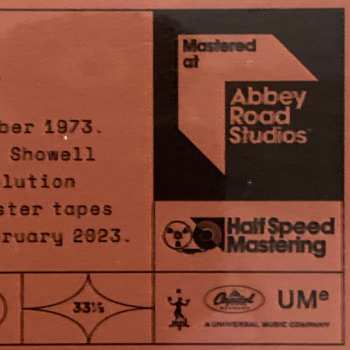 Mastered
at
Abbey
Road
Studios
ber 1973.
Showell
lution
ster tapes
ruary 2023.
Half Speed
Mastering
33⅓
Capitol
UMe
A UNIVERSAL MUSIC COMPANY